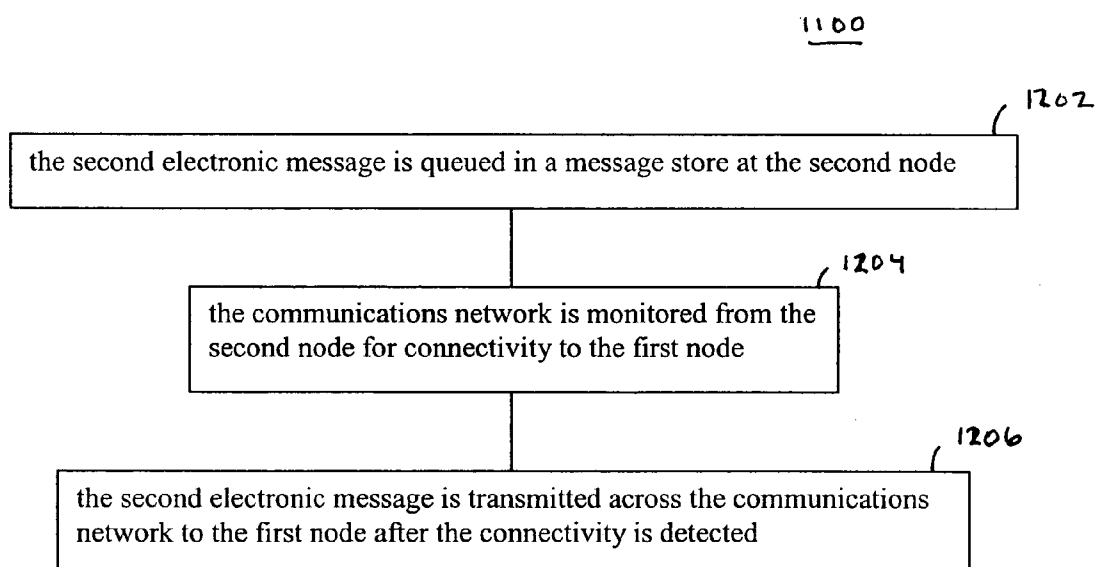 1100
1202
the second electronic message is queued in a message store at the second node
1204
the communications network is monitored from the
second node for connectivity to the first node
1206
the second electronic message is transmitted across the communications
network to the first node after the connectivity is detected